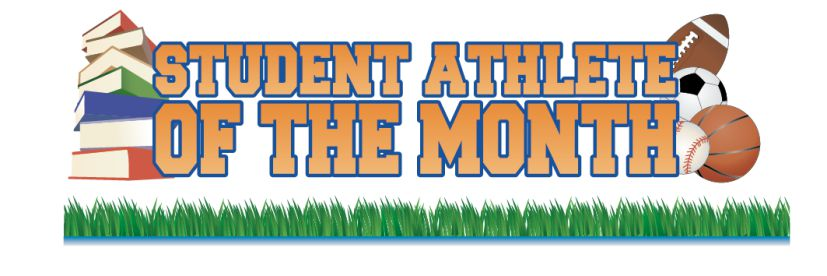 STUDENT ATHLETE
OF THE MONTH